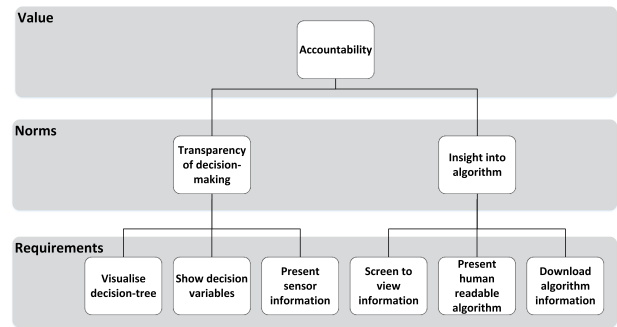 Value
Accountability
Norms
Transparency
of decision-
making
Insight into
algorithm
Requirements
Visualise
decision-tree
Show decision
variables
Present
sensor
information
Screen to
view
information
Present
human
readable
algorithm
Download
algorithm
information